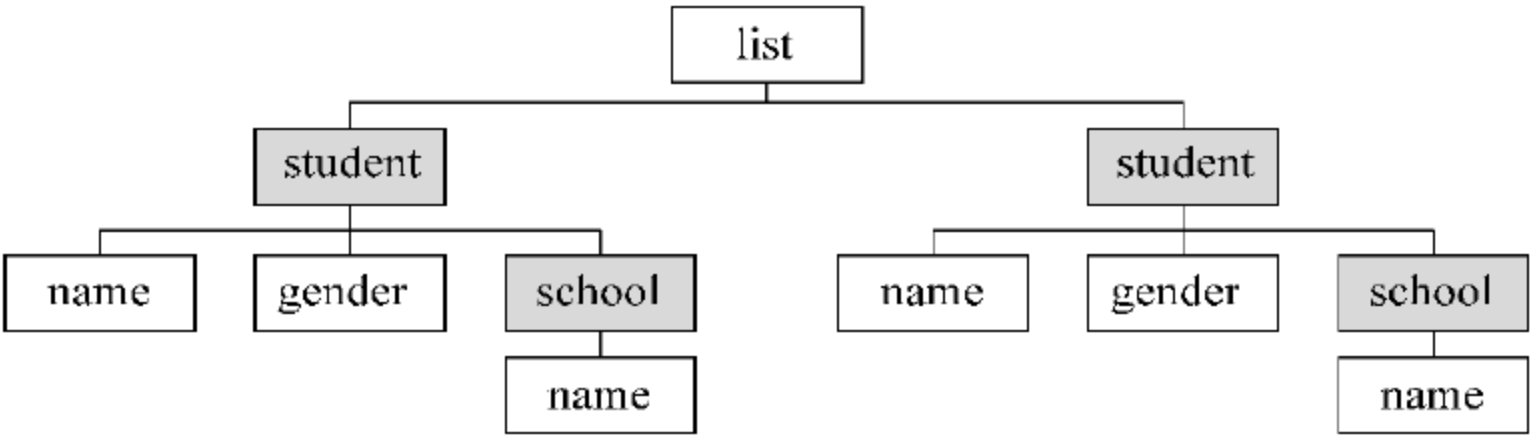 list
student
student
name
gender
school
name
gender
school
name
name